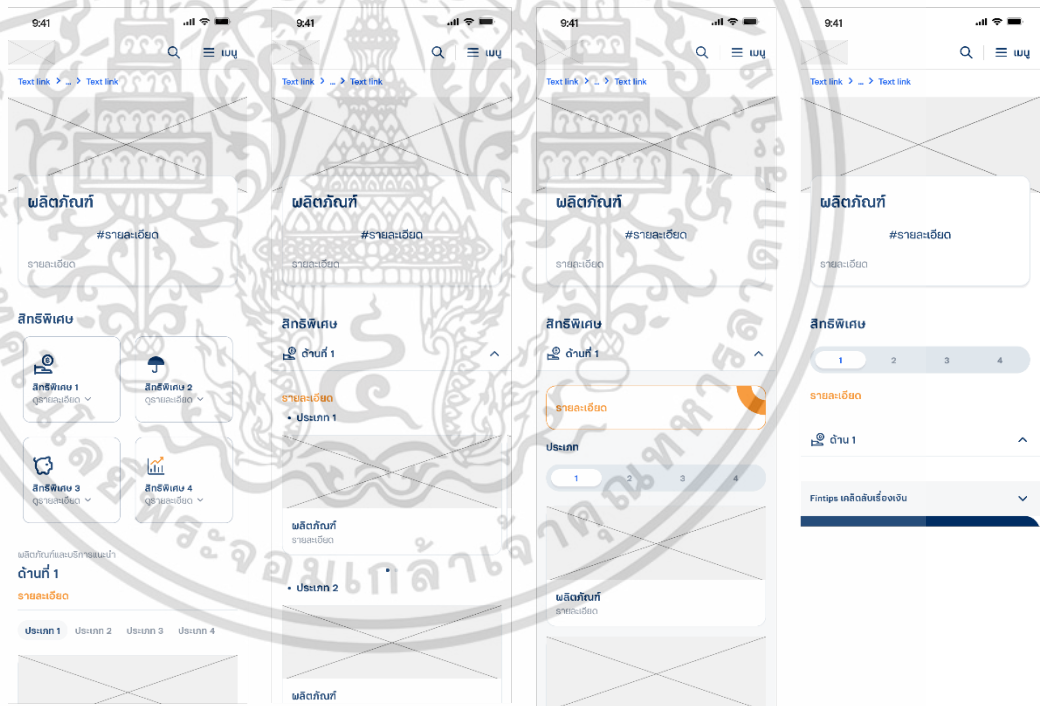 9:41
เมนู
Text link > ... > Text link
ผลิตภัณฑ์
#รายละเอียด
รายละเอียด
สิทธิพิเศษ
สิทธิพิเศษ 1
ดูรายละเอียด
สิทธิพิเศษ 2
ดูรายละเอียด
สิทธิพิเศษ 3
ดูรายละเอียด
สิทธิพิเศษ 4
ดูรายละเอียด
ผลิตภัณฑ์และบริการแนะนำ
ด้านที่ 1
รายละเอียด
ประเภท 1 ประเภท 2 ประเภท 3 ประเภท 4
9:41
เมนู
Text link > ... > Text link
ผลิตภัณฑ์
#รายละเอียด
รายละเอียด
สิทธิพิเศษ
ด้านที่ 1
รายละเอียด
• ประเภท 1
ผลิตภัณฑ์
รายละเอียด
• ประเภท 2
ผลิตภัณฑ์
9:41
เมนู
Text link > ... > Text link
ผลิตภัณฑ์
#รายละเอียด
รายละเอียด
สิทธิพิเศษ
ด้านที่ 1
รายละเอียด
ประเภท
1 2 3 4
ผลิตภัณฑ์
รายละเอียด
9:41
เมนู
Text link > ... > Text link
ผลิตภัณฑ์
#รายละเอียด
รายละเอียด
สิทธิพิเศษ
1 2 3 4
รายละเอียด
ด้าน 1
Fintips เคล็ดลับเรื่องเงิน